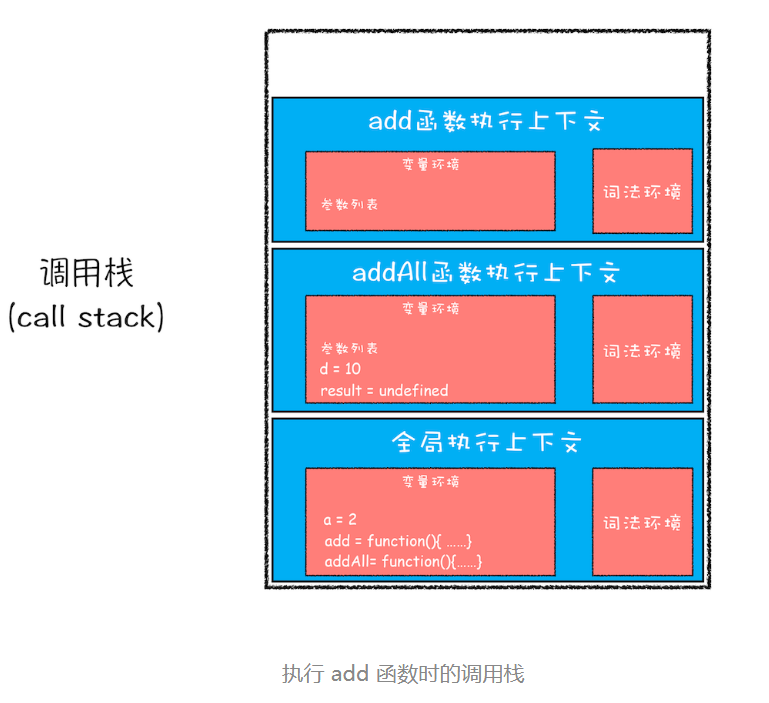 add函数执行上下文
变量环境
参数列表
词法环境
调用栈
(call stack)
addAll函数执行上下文
变量环境
参数列表
d = 10
result = undefined
词法环境
全局执行上下文
变量环境
a = 2
add = function(){ ......}
addAll= function(){......}
词法环境
执行 add 函数时的调用栈